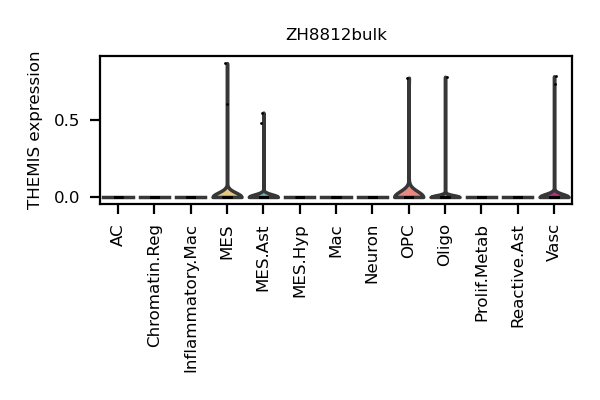 ZH8812bulk
THEMIS expression
0.5
0.0
AC
Chromatin.Reg
Inflammatory.Mac
MES
MES.Ast
MES.Hyp
Mac
Neuron
OPC
Oligo
Prolif.Metab
Reactive.Ast
Vasc